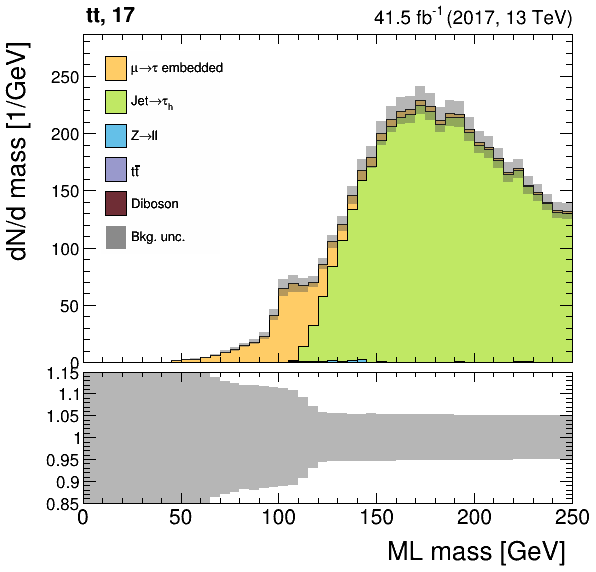 tt, 17
41.5 fb⁻¹ (2017, 13 TeV)
dN/d mass [1/GeV]
250
200
150
100
50
0
μ→τ embedded
Jet→τₕ
Z→ll
tt̄
Diboson
Bkg. unc.
1.15
1.1
1.05
1
0.95
0.9
0.85
0 50 100 150 200 250
ML mass [GeV]